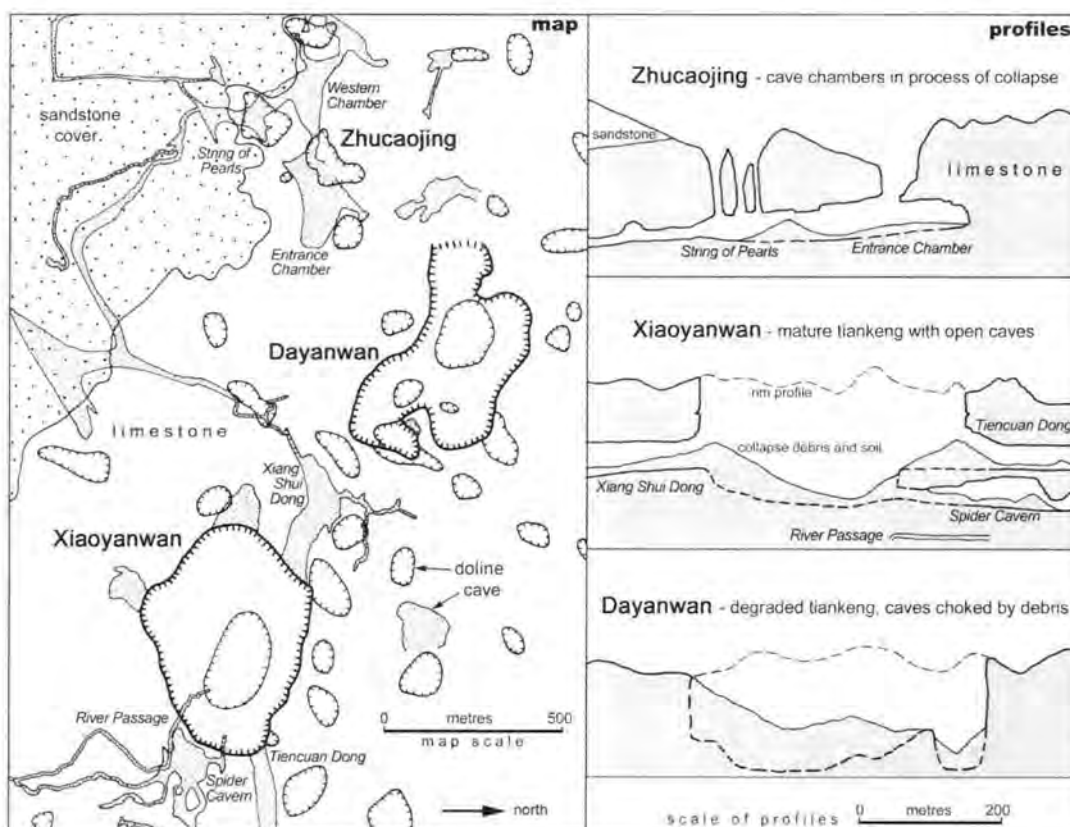 map
Western
Chamber
Zhucaojing
sandstone
cover
String of
Pearls
Entrance
Chamber
Dayanwan
limestone
Xiang
Shui
Dong
Xiaoyanwan
doline
cave
River Passage
Tiencuan Dong
Spider
Cavern
0 metres 500
map scale
north
profiles
Zhucaojing - cave chambers in process of collapse
sandstone
limestone
String of Pearls
Entrance Chamber
Xiaoyanwan - mature tiankeng with open caves
rim profile
Tiencuan Dong
collapse debris and soil
Xiang Shui Dong
Spider Cavern
River Passage
Dayanwan - degraded tiankeng, caves choked by debris
scale of profiles 0 metres 200